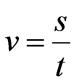 v = s/t